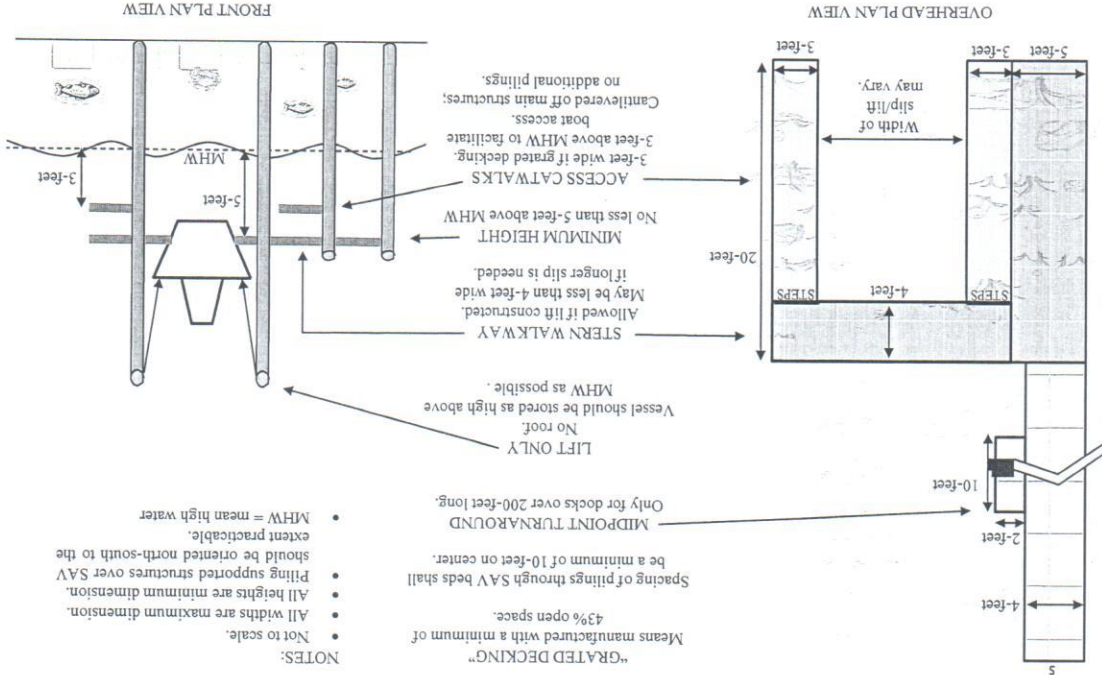 S
"GRATED DECKING"
Means manufactured with a minimum of
43% open space.
Spacing of pilings through SAV beds shall
be a minimum of 10-feet on center.
NOTES:
• Not to scale.
• All widths are maximum dimension.
• All heights are minimum dimension.
• Piling supported structures over SAV
should be oriented north-south to the
extent practicable.
• MHW = mean high water
4-feet
2-feet
10-feet
MIDPOINT TURNAROUND
Only for docks over 200-feet long.
LIFT ONLY
No roof.
Vessel should be stored as high above
MHW as possible.
STERN WALKWAY
Allowed if lift constructed.
May be less than 4-feet wide
if longer slip is needed.
MINIMUM HEIGHT
No less than 5-feet above MHW
ACCESS CATWALKS
3-feet wide if grated decking.
3-feet above MHW to facilitate
boat access.
Cantilevered off main structures;
no additional pilings.
STEPS
4-feet
STEPS
20-feet
Width of
slip/lift
may vary.
5-feet
3-feet
3-feet
OVERHEAD PLAN VIEW
5-feet
3-feet
MHW
FRONT PLAN VIEW